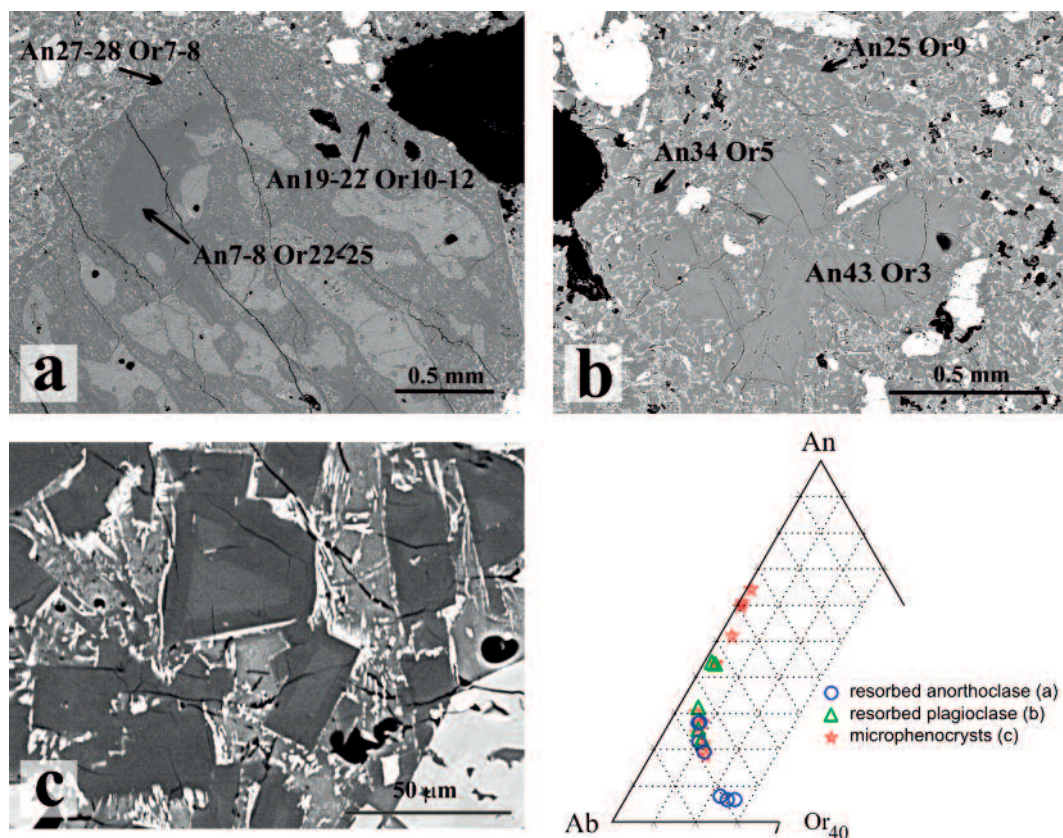 An27-28 Or7-8
An19-22 Or10-12
An7-8 Or22-25
a
0.5 mm
An25 Or9
An34 Or5
An43 Or3
b
0.5 mm
c
50 μm
An
resorbed anorthoclase (a)
resorbed plagioclase (b)
microphenocrysts (c)
Ab
Or40